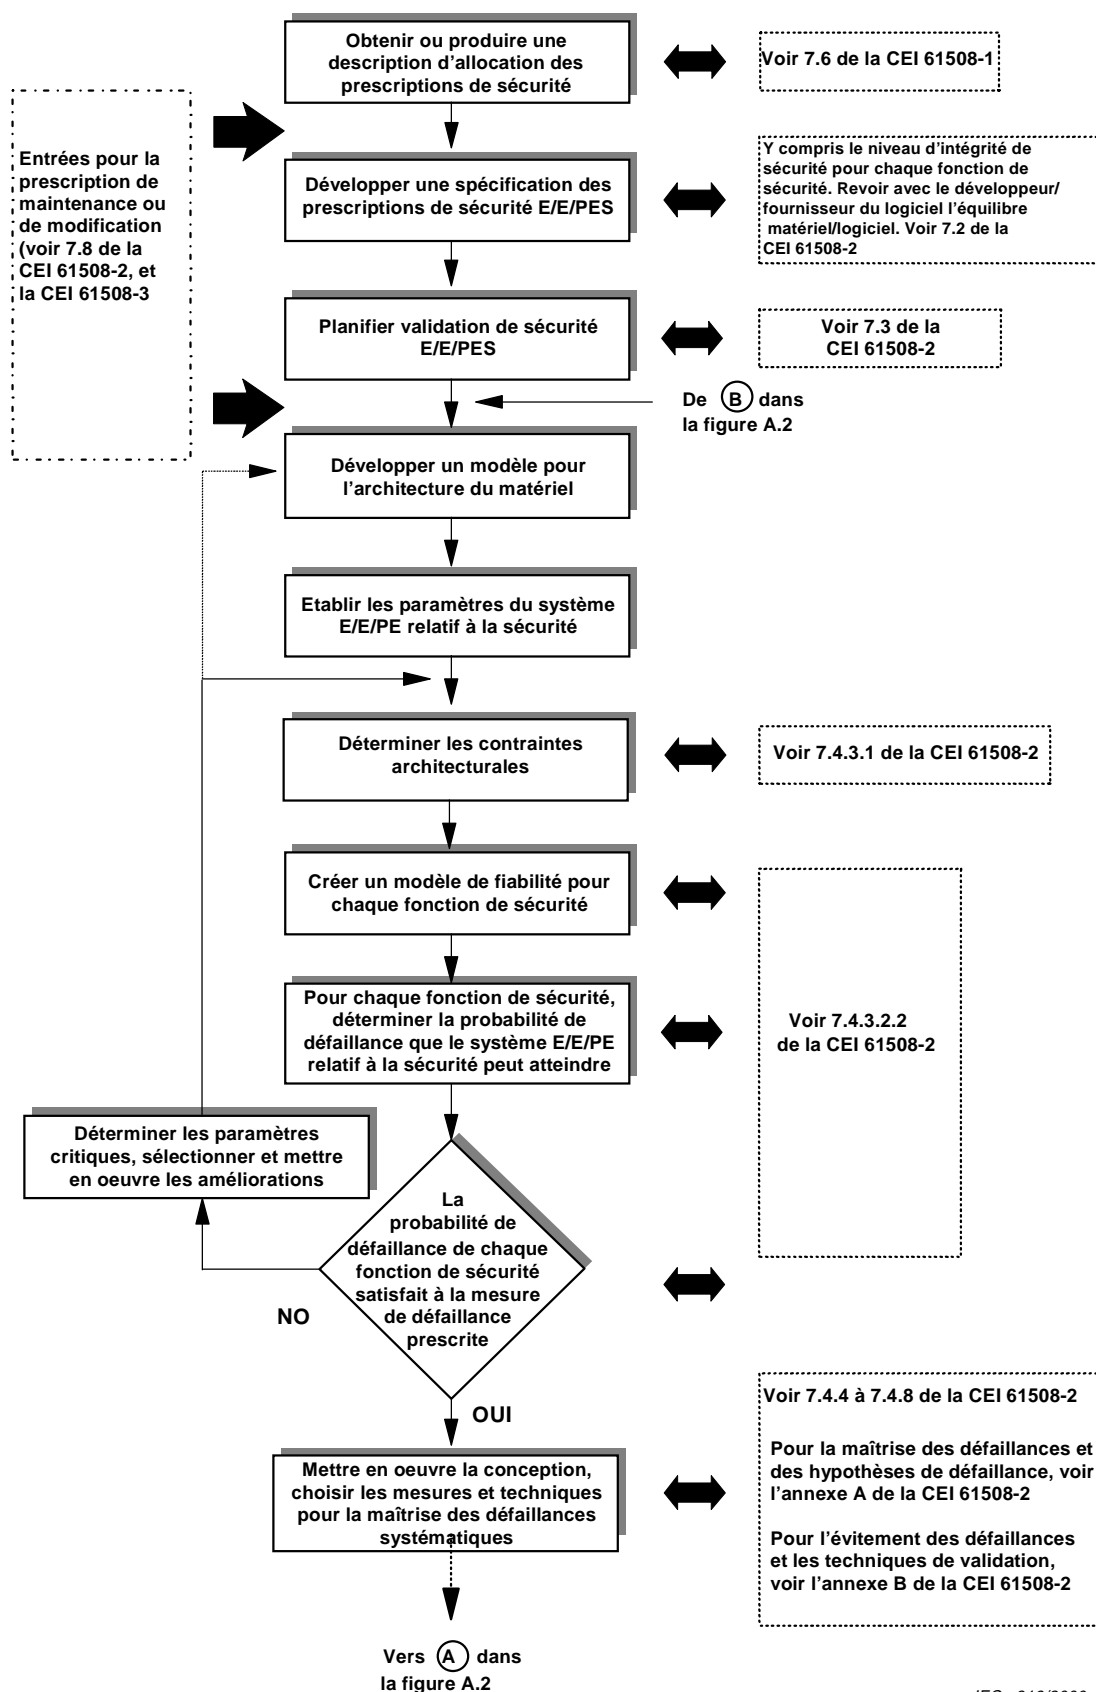 Obtenir ou produire une
description d'allocation des
prescriptions de sécurité
Voir 7.6 de la CEI 61508-1
Entrées pour la
prescription de
maintenance ou
de modification
(voir 7.8 de la
CEI 61508-2, et
la CEI 61508-3
Développer une spécification des
prescriptions de sécurité E/E/PES
Y compris le niveau d'intégrité de
sécurité pour chaque fonction de
sécurité. Revoir avec le développeur/
fournisseur du logiciel l'équilibre
matériel/logiciel. Voir 7.2 de la
CEI 61508-2
Planifier validation de sécurité
E/E/PES
Voir 7.3 de la
CEI 61508-2
De B dans
la figure A.2
Développer un modèle pour
l'architecture du matériel
Etablir les paramètres du système
E/E/PE relatif à la sécurité
Déterminer les contraintes
architecturales
Voir 7.4.3.1 de la CEI 61508-2
Créer un modèle de fiabilité pour
chaque fonction de sécurité
Pour chaque fonction de sécurité,
déterminer la probabilité de
défaillance que le système E/E/PE
relatif à la sécurité peut atteindre
Voir 7.4.3.2.2
de la CEI 61508-2
Déterminer les paramètres
critiques, sélectionner et mettre
en oeuvre les améliorations
La
probabilité de
défaillance de chaque
fonction de sécurité
satisfait à la mesure
de défaillance
prescrite
NO
OUI
Mettre en oeuvre la conception,
choisir les mesures et techniques
pour la maîtrise des défaillances
systématiques
Voir 7.4.4 à 7.4.8 de la CEI 61508-2
Pour la maîtrise des défaillances et
des hypothèses de défaillance, voir
l'annexe A de la CEI 61508-2
Pour l'évitement des défaillances
et les techniques de validation,
voir l'annexe B de la CEI 61508-2
Vers A dans
la figure A.2